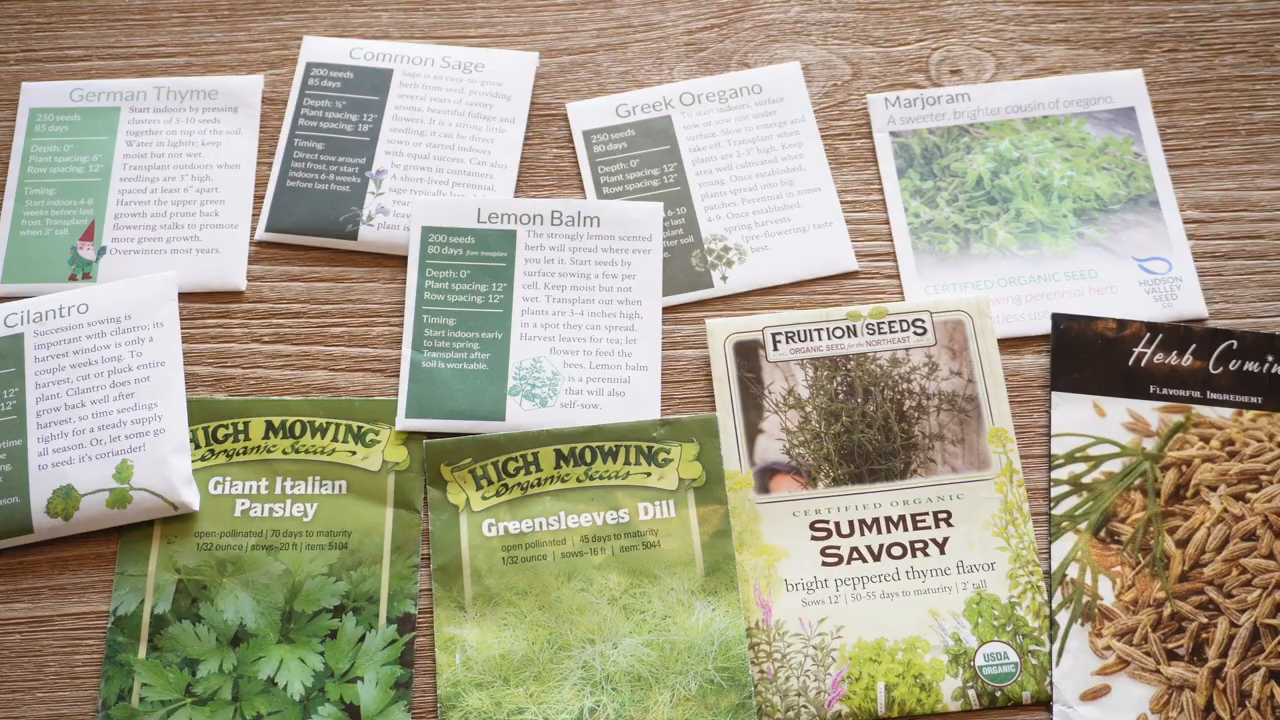 German Thyme
250 seeds
85 days
Depth: 0"
Plant spacing: 6"
Row spacing: 12"
Timing:
Start indoors 4-8
weeks before last
frost. Transplant
when 3" tall
Start indoors by pressing
clusters of 5-10 seeds
together on top of the soil.
Water in lightly; keep
moist but not wet.
Transplant outdoors when
seedlings are 3" high,
spaced at least 6" apart.
Harvest the upper green
growth and prune back
flowering stalks to promote
more green growth.
Overwinters most years.
Common Sage
200 seeds
85 days
Depth: ½"
Plant spacing: 12"
Row spacing: 18"
Timing:
Direct sow around
last frost, or start
indoors 6-8 weeks
before last frost.
Sage is an easy-to-grow
herb from seed, providing
several years of savory
aroma, beautiful foliage and
flowers. It is a strong little
seedling; it can be direct
sown or started indoors
with equal success. Can also
be grown in containers.
A short-lived perennial,
sage typically
plant is
Greek Oregano
250 seeds
80 days
Depth: 0"
Plant spacing: 12"
Row spacing: 12"
6-10
last
plant
after soil
To start indoors, surface
sow or sow just under
surface. Slow to emerge and
start. Transplant when
plants are 2-3" high. Keep
area well cultivated when
young. Once established,
plants spread into big
patches. Perennial in zones
4-9. Once established,
spring harvests
(pre-flowering) taste
best.
Marjoram
A sweeter, brighter cousin of oregano.
CERTIFIED ORGANIC SEED
wing perennial herb
HUDSON
VALLEY
SEED
CO
Lemon Balm
200 seeds
80 days from transplant
Depth: 0"
Plant spacing: 12"
Row spacing: 12"
Timing:
Start indoors early
to late spring.
Transplant after
soil is workable.
The strongly lemon scented
herb will spread where ever
you let it. Start seeds by
surface sowing a few per
cell. Keep moist but not
wet. Transplant out when
plants are 3-4 inches high,
in a spot they can spread.
Harvest leaves for tea; let
flower to feed the
bees. Lemon balm
is a perennial
that will also
self-sow.
Cilantro
12"
12"
ytime
frost.
ason.
Succession sowing is
important with cilantro; its
harvest window is only a
couple weeks long. To
harvest, cut or pluck entire
plant. Cilantro does not
grow back well after
harvest, so time seedings
tightly for a steady supply
all season. Or, let some go
to seed: it's coriander!
HIGH MOWING
Organic Seeds
Giant Italian
Parsley
open-pollinated | 70 days to maturity
1/32 ounce | sows~20 ft | item: 5104
HIGH MOWING
Organic Seeds
Greensleeves Dill
open pollinated | 45 days to maturity
1/32 ounce | sows~16 ft | item: 5044
FRUITION SEEDS
ORGANIC SEED for the NORTHEAST
CERTIFIED ORGANIC
SUMMER
SAVORY
bright peppered thyme flavor
Sows 12' | 50-55 days to maturity | 2' tall
USDA
ORGANIC
Herb Cumin
FLAVORFUL INGREDIENT